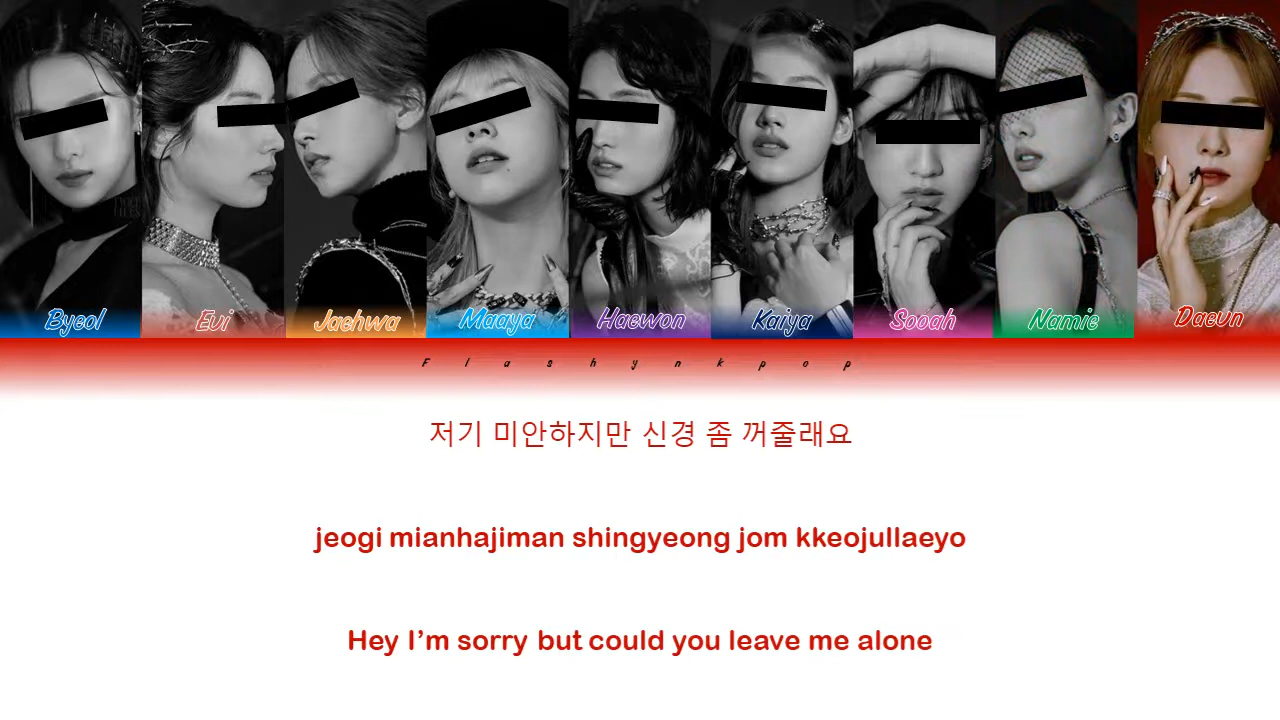 Byeol Evi Jaehwa Maaya Haewon Kaiya Sooah Namie Daeun
Flashynkpop
저기 미안하지만 신경 좀 꺼줄래요
jeogi mianhajiman shingyeong jom kkeojullaeyo
Hey I’m sorry but could you leave me alone